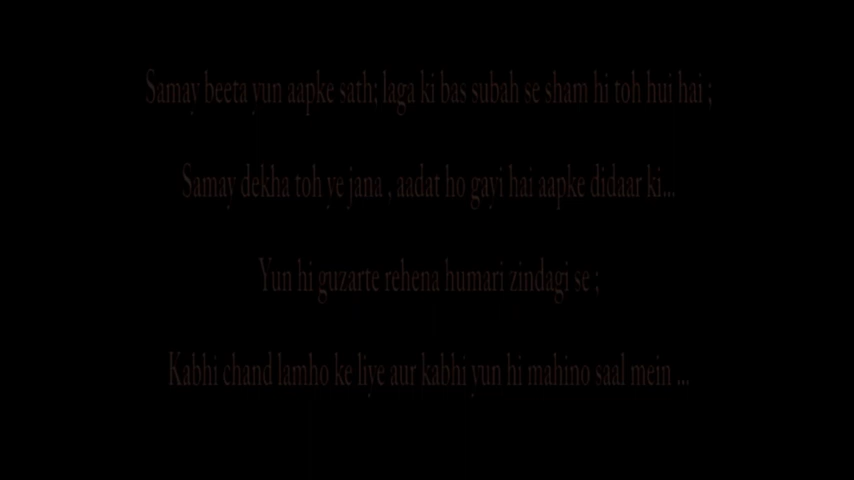 Samay beeta yun aapke sath; laga ki bas subah se sham hi toh hui hai ;
Samay dekha toh ye jana , aadat ho gayi hai aapke didaar ki...
Yun hi guzarte rehena humari zindagi se ;
Kabhi chand lamho ke liye aur kabhi yun hi mahino saal mein ...